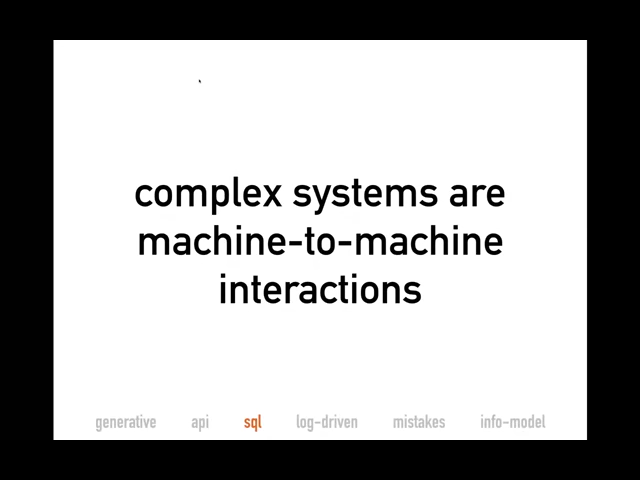 complex systems are
machine-to-machine
interactions
generative api sql log-driven mistakes info-model